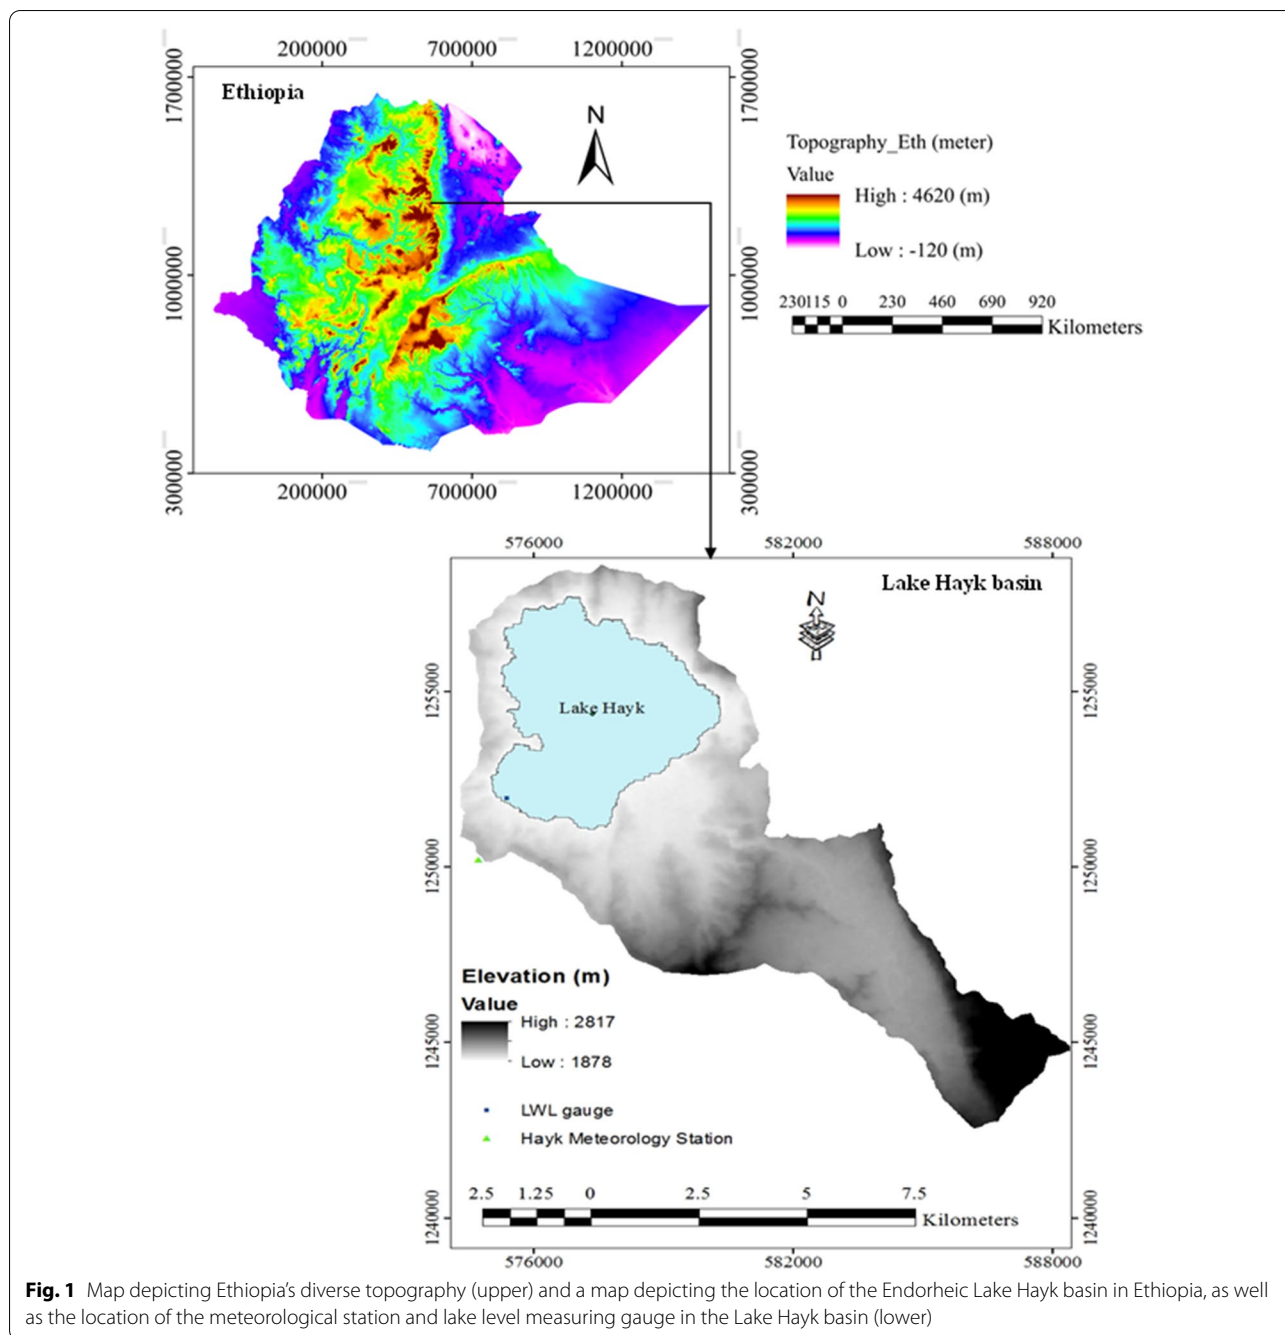 200000 700000 1200000
1700000 1700000
Ethiopia
N
Topography_Eth (meter)
Value
High : 4620 (m)
Low : -120 (m)
1000000 1000000
230115 0 230 460 690 920
Kilometers
300000 300000
200000 700000 1200000
576000 582000 588000
Lake Hayk basin
N
1255000 1255000
Lake Hayk
1250000 1250000
Elevation (m)
Value
High : 2817
Low : 1878
1245000 1245000
LWL gauge
Hayk Meteorology Station
2.5 1.25 0 2.5 5 7.5
Kilometers
1240000 1240000
576000 582000 588000
Fig. 1 Map depicting Ethiopia’s diverse topography (upper) and a map depicting the location of the Endorheic Lake Hayk basin in Ethiopia, as well
as the location of the meteorological station and lake level measuring gauge in the Lake Hayk basin (lower)